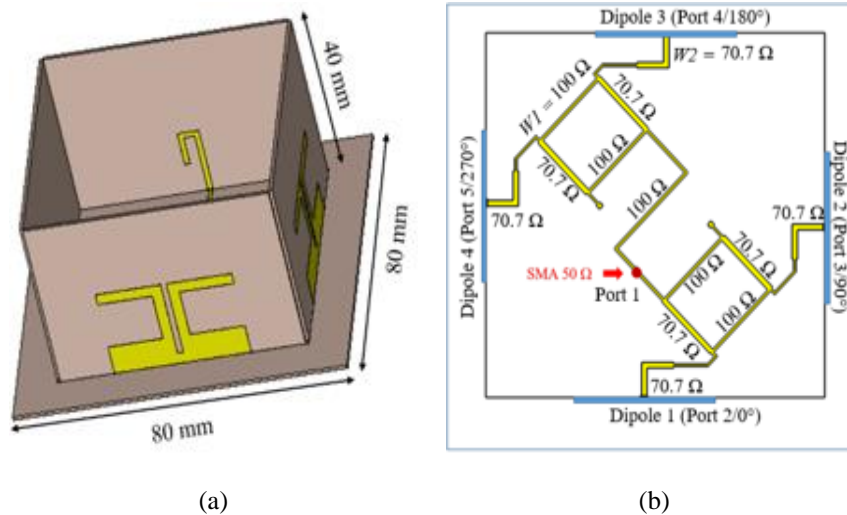 40 mm
80 mm
80 mm
(a)
Dipole 3 (Port 4/180°)
W2 = 70.7 Ω
W1 = 100 Ω
70.7 Ω
100 Ω
70.7 Ω
100 Ω
70.7 Ω
Dipole 4 (Port 5/270°)
Dipole 2 (Port 3/90°)
70.7 Ω
70.7 Ω
SMA 50 Ω
Port 1
100 Ω
100 Ω
70.7 Ω
70.7 Ω
Dipole 1 (Port 2/0°)
(b)